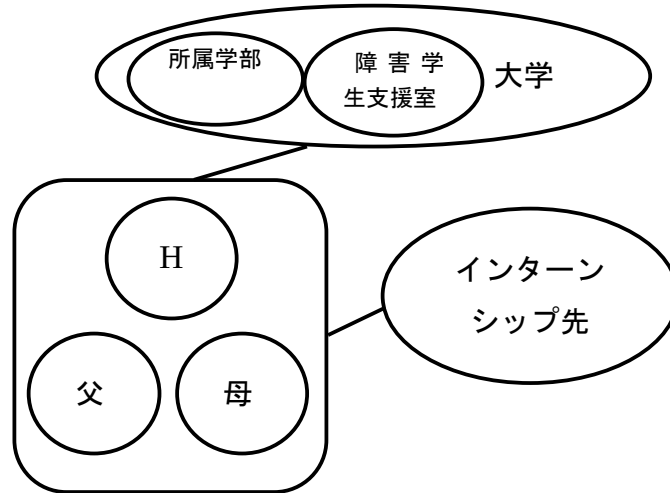 所属学部
障害学
生支援室
大学
H
インターン
シップ先
父
母